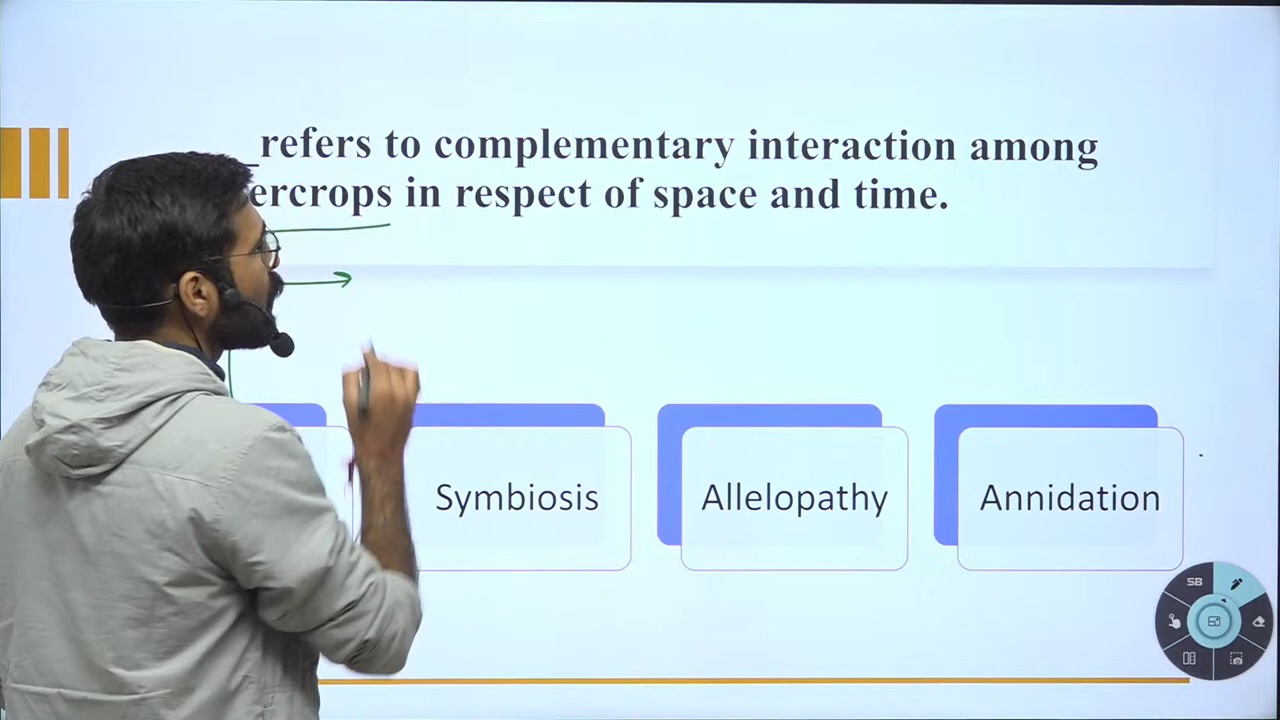 refers to complementary interaction among
ercrops in respect of space and time.
Symbiosis
Allelopathy
Annidation
SB